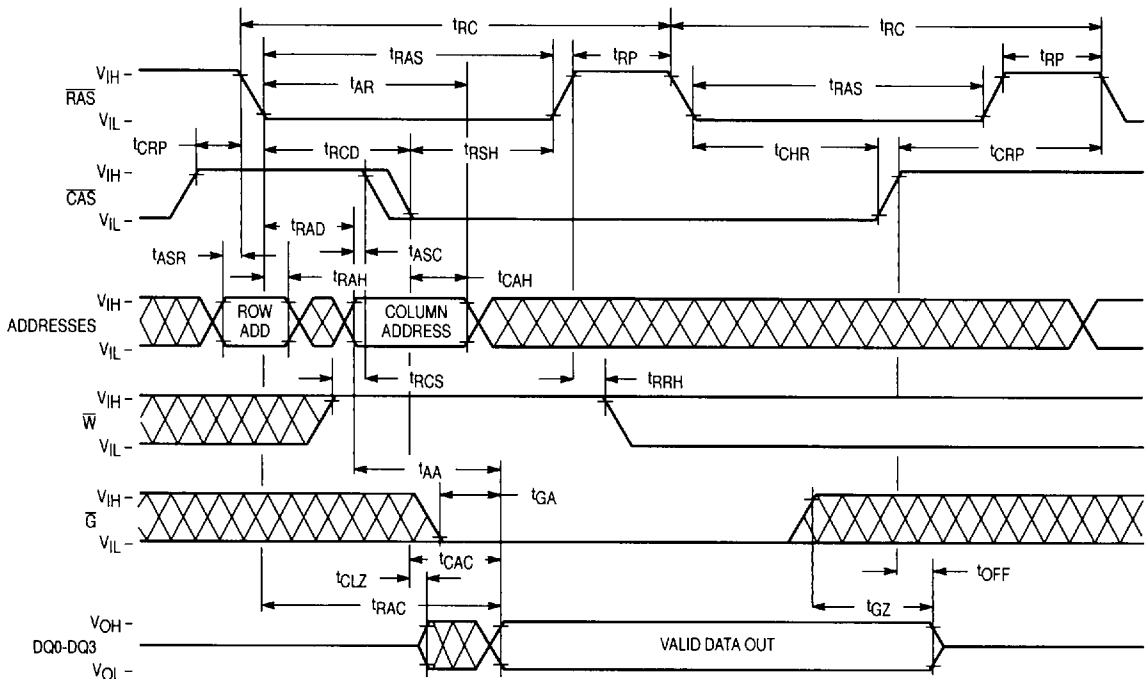 tRC tRC
tRAS tRP tRP
VIH – tAR tRAS
RAS
VIL –
tCRP tRCD tRSH tCHR tCRP
VIH –
CAS
VIL –
tRAD
tASR tASC
tRAH tCAH
VIH –
ADDRESSES ROW ADD COLUMN ADDRESS
VIL –
tRCS tRRH
VIH –
W
VIL –
tAA
VIH – tGA
G
VIL –
tCAC
tCLZ tOFF
tRAC tGZ
VOH –
DQ0-DQ3 VALID DATA OUT
VOL –